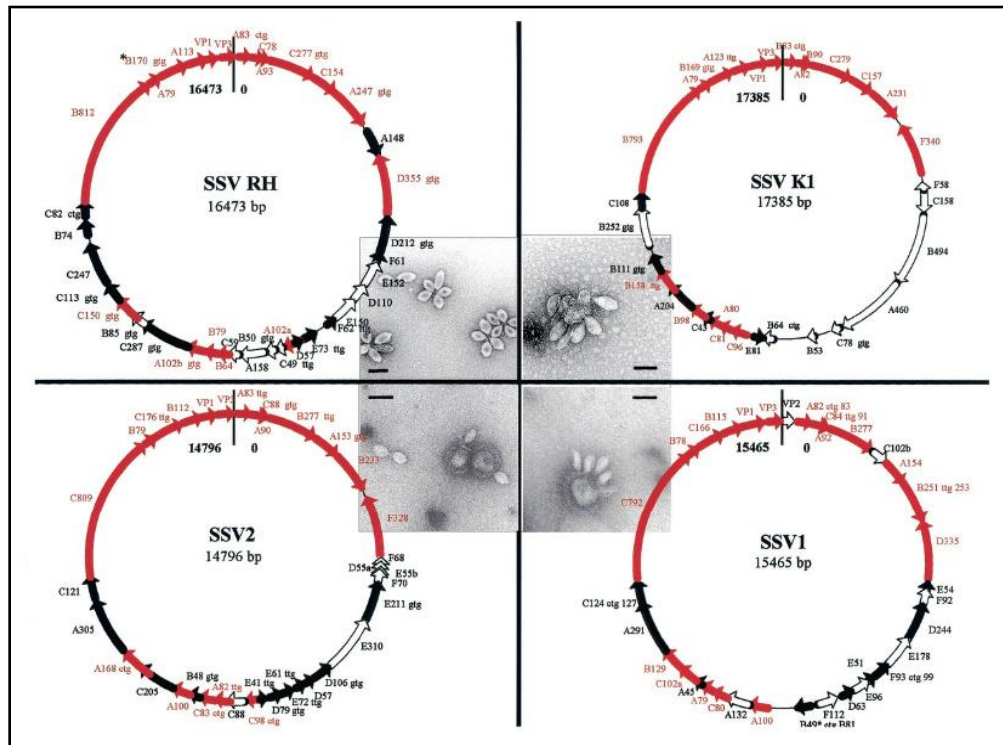 SSV RH
16473 bp
16473
0
VP3
A83 ctg
C78
A93
C277 gtg
C154
A247 gtg
A148
D355 gtg
D212 gtg
F61
E152
D110
E150
F62 ttg
E73 ttg
D57
C49 ttg
A102a
A158
B50 gtg
C59
B64
B79
A102b gtg
C287 gtg
B85 gtg
C150 gtg
C113 gtg
C247
B74
C82 ctg
B812
A79
*B170 gtg
A113
VP1
SSV K1
17385 bp
17385
0
VP3
B83 ctg
A82
B90
C279
C157
A231
F340
F58
C158
B494
A460
C78 gtg
B53
B64 ctg
E81
C96
C81
A80
C43
B98
A204
B158 ttg
B111 gtg
B252 gtg
C108
B793
A79
B169 gtg
A123 ttg
VP1
SSV2
14796 bp
14796
0
A83 ttg
A90
C88 gtg
B277 ttg
A153 gtg
B233
F328
F68
D55a
E55b
F70
E211 gtg
E310
D106 gtg
D57
E72 ttg
E61 ttg
D79 gtg
E41 ttg
C98 ctg
C88
A82 ttg
C83 ctg
B48 gtg
A100
C205
A168 ctg
A305
C121
C809
B79
C176 ttg
B112
VP1
SSV1
15465 bp
15465
0
VP3
VP2
A82 ctg 83
C84 ttg 91
A92
B277
C102b
A154
B251 ttg 253
D335
E54
F92
D244
E178
F93 ctg 99
E51
E96
D63
F112
B49* ctg B81
A100
A132
C80
A79
A45
C102a
B129
A291
C124 ctg 127
C792
B78
C166
B115
VP1